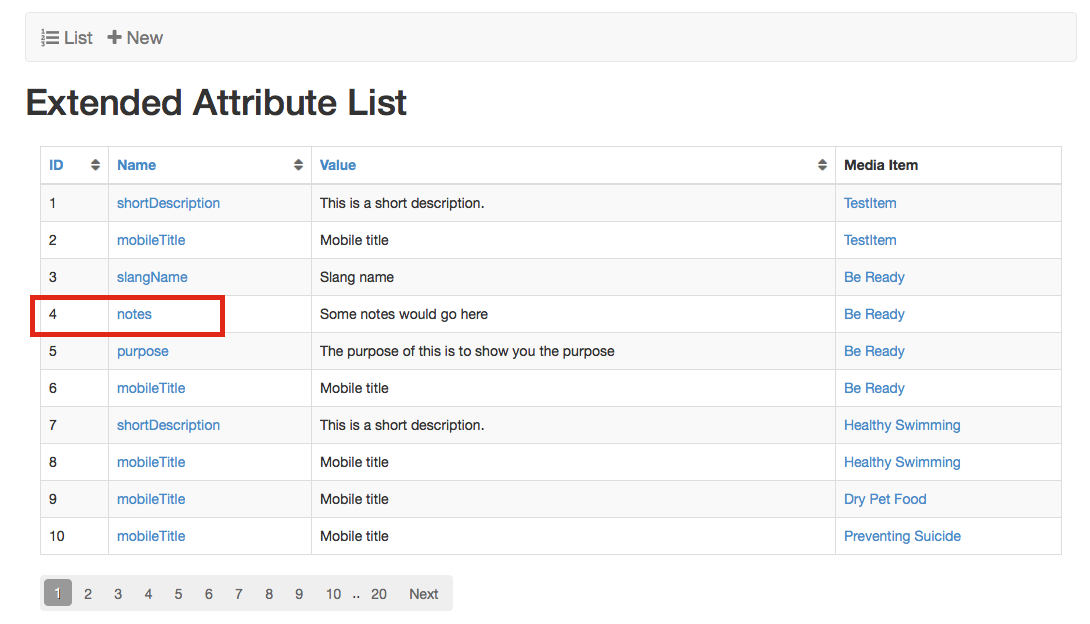 List New
Extended Attribute List
ID Name Value Media Item
1 shortDescription This is a short description. TestItem
2 mobileTitle Mobile title TestItem
3 slangName Slang name Be Ready
4 notes Some notes would go here Be Ready
5 purpose The purpose of this is to show you the purpose Be Ready
6 mobileTitle Mobile title Be Ready
7 shortDescription This is a short description. Healthy Swimming
8 mobileTitle Mobile title Healthy Swimming
9 mobileTitle Mobile title Dry Pet Food
10 mobileTitle Mobile title Preventing Suicide
1 2 3 4 5 6 7 8 9 10 .. 20 Next